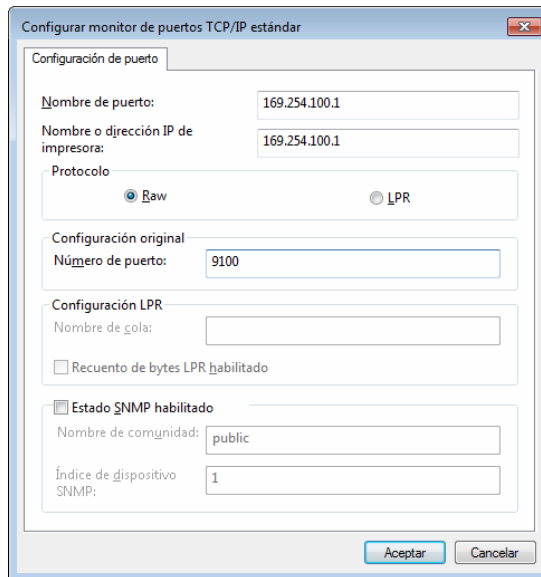 Configurar monitor de puertos TCP/IP estándar
Configuración de puerto
Nombre de puerto:
169.254.100.1
Nombre o dirección IP de
impresora:
169.254.100.1
Protocolo
Raw
LPR
Configuración original
Número de puerto:
9100
Configuración LPR
Nombre de cola:
Recuento de bytes LPR habilitado
Estado SNMP habilitado
Nombre de comunidad:
public
Índice de dispositivo
SNMP:
1
Aceptar
Cancelar